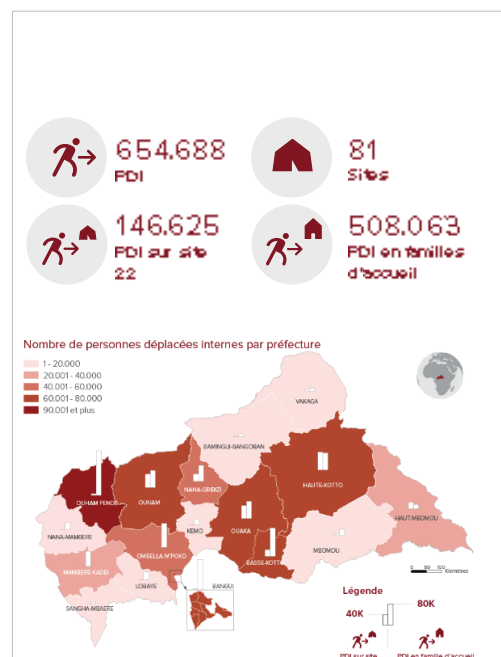 654.688
PDI
81
Sites
146.625
PDI sur site
22
508.063
PDI en familles
d'accueil
Nombre de personnes déplacées internes par préfecture
1 - 20.000
20.001 - 40.000
40.001 - 60.000
60.001 - 80.000
90.001 et plus
VAKAGA
BAMINGUI-BANGORAN
OUHAM PENDE
OUHAM
NANA-GRIBIZI
HAUTE-KOTTO
NANA-MAMBERE
KEMO
OUAKA
HAUT-MBOMOU
OMBELLA M'POKO
BASSE-KOTTO
MBOMOU
MAMBERE-KADEI
LOBAYE
BANGUI
SANGHA-MBAERE
0 50 100
Kilomètres
Légende
40K
80K
PDI sur site
PDI en famille d'accueil